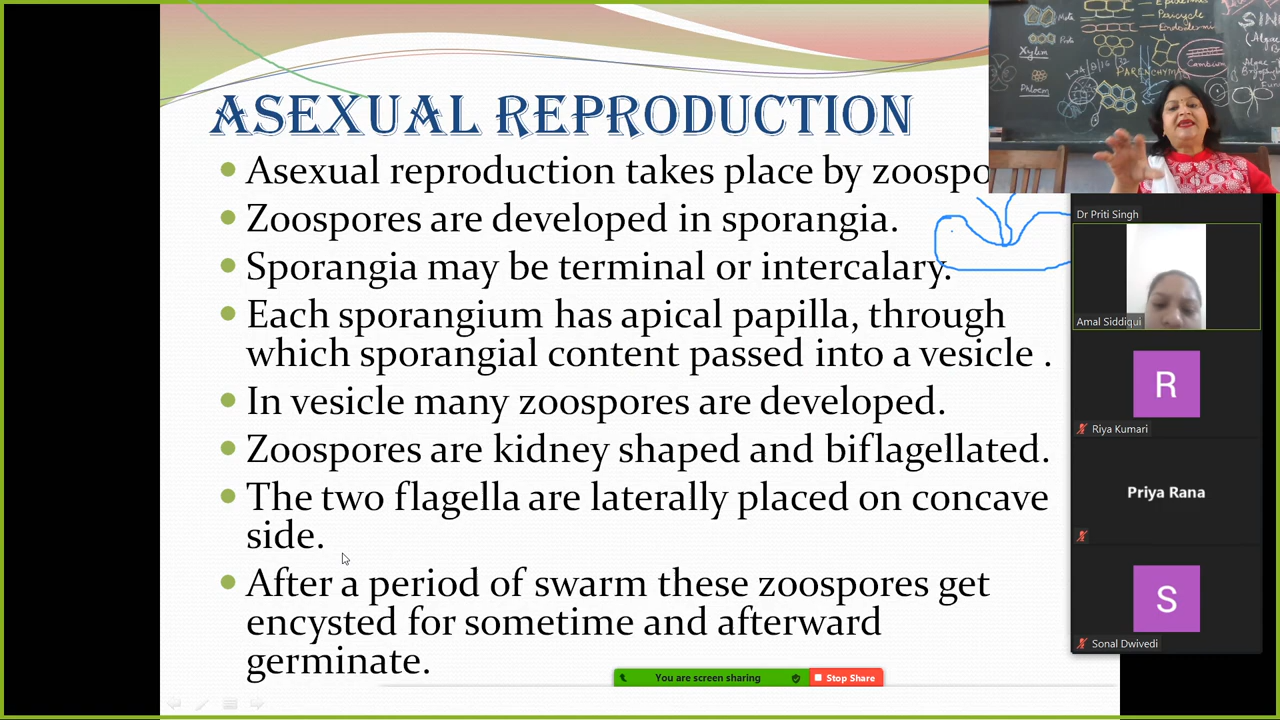 ASEXUAL REPRODUCTION
Asexual reproduction takes place by zoospo
Zoospores are developed in sporangia.
Sporangia may be terminal or intercalary.
Each sporangium has apical papilla, through
which sporangial content passed into a vesicle .
In vesicle many zoospores are developed.
Zoospores are kidney shaped and biflagellated.
The two flagella are laterally placed on concave
side.
After a period of swarm these zoospores get
encysted for sometime and afterward
germinate.
You are screen sharing
Stop Share
Pericycle
Xylem
PARENCHYMA
Phloem
Dr Priti Singh
Amal Siddiqui
R
Riya Kumari
Priya Rana
S
Sonal Dwivedi